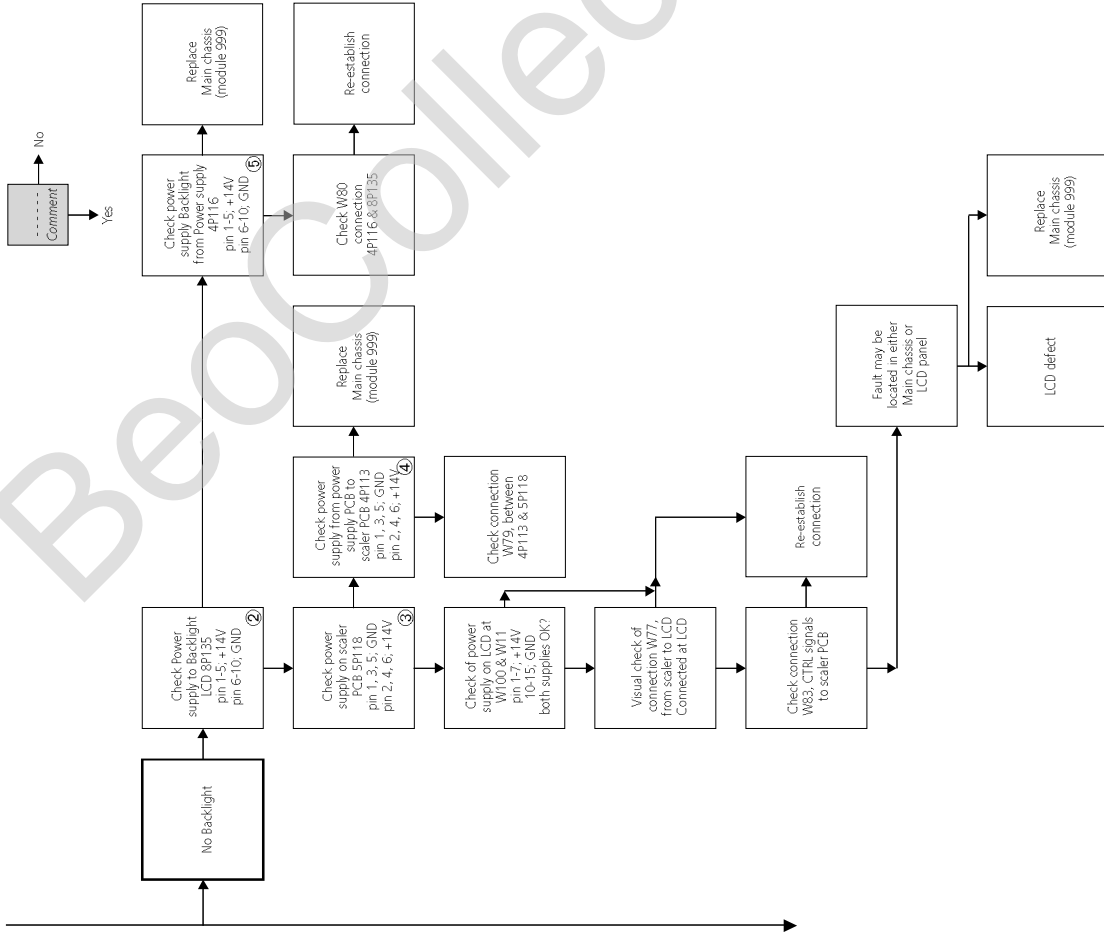 No
Comment
Yes
No Backlight
Check Power
supply to Backlight
LCD 8P135
pin 1-5; +14V
pin 6-10; GND
②
Check power
supply Backlight
from Power supply
4P116
pin 1-5; +14V
pin 6-10; GND
⑤
Replace
Main chassis
(module 999)
Check W80
connection
4P116 & 8P135
Re-establish
connection
Check power
supply on scaler
PCB 5P118
pin 1, 3, 5; GND
pin 2, 4, 6; +14V
③
Check power
supply from power
supply PCB to
scaler PCB 4P113
pin 1, 3, 5; GND
pin 2, 4, 6; +14V
④
Replace
Main chassis
(module 999)
Check of power
supply on LCD at
W100 & W11
pin 1-7; +14V
10-15, GND
both supplies OK?
Check connection
W79, between
4P113 & 5P118
Visual check of
connection W77,
from scaler to LCD
Connected at LCD
Check connection
W83, CTRL signals
to scaler PCB
Re-establish
connection
Fault may be
located in either
Main chassis or
LCD panel
LCD defect
Replace
Main chassis
(module 999)
BeoCollec